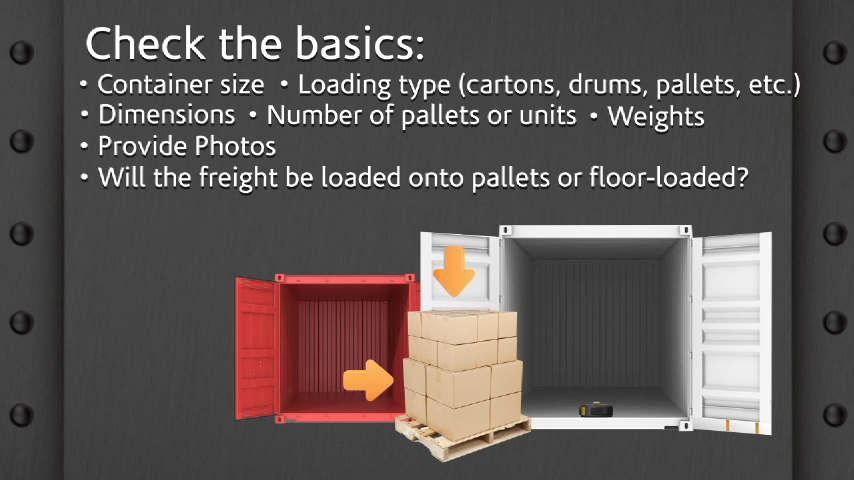 Check the basics:
• Container size • Loading type (cartons, drums, pallets, etc.)
• Dimensions • Number of pallets or units • Weights
• Provide Photos
• Will the freight be loaded onto pallets or floor-loaded?